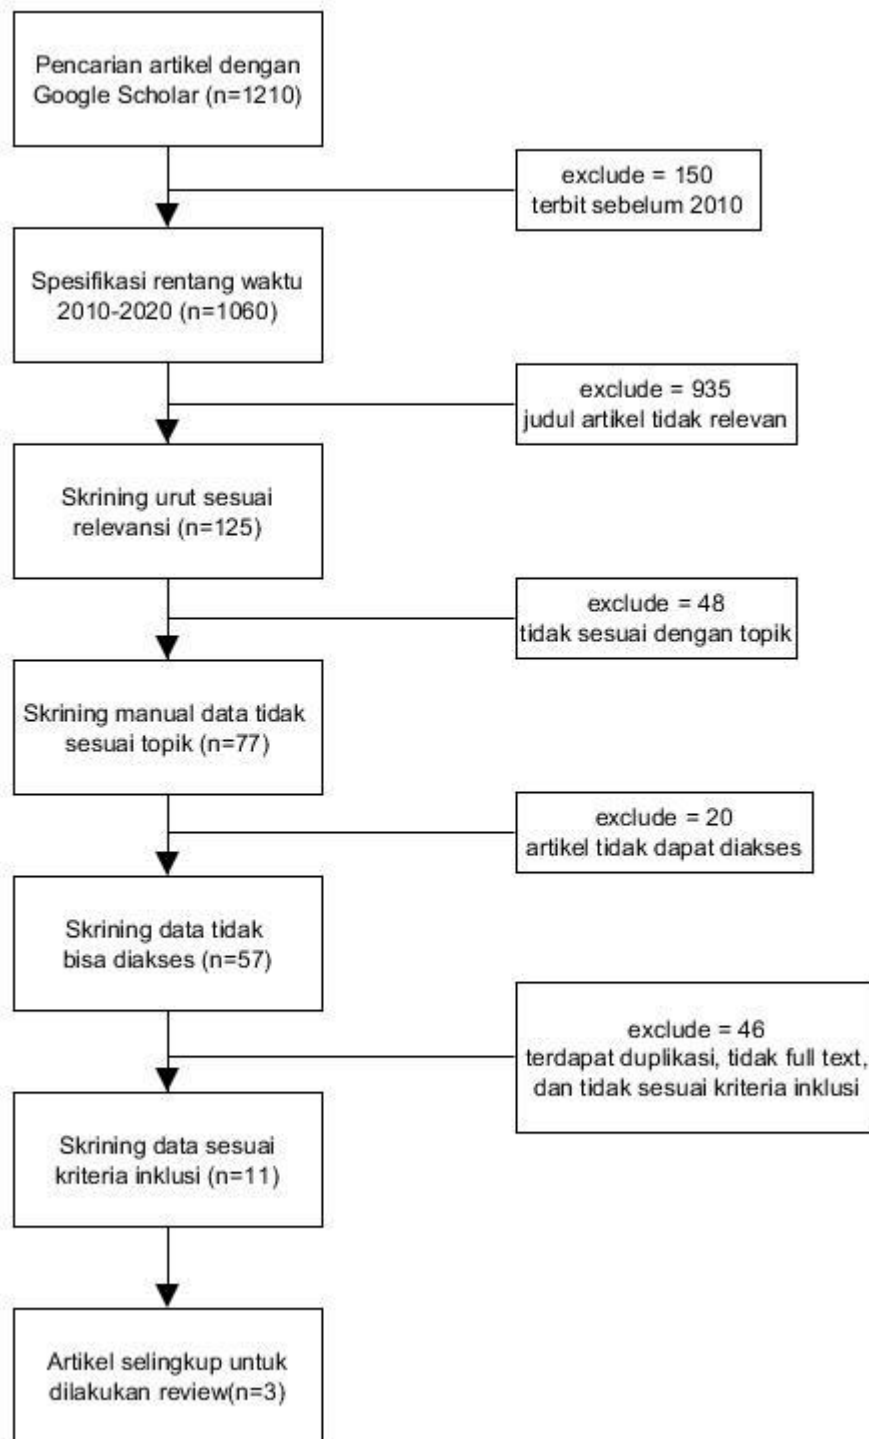 Pencarian artikel dengan
Google Scholar (n=1210)
exclude = 150
terbit sebelum 2010
Spesifikasi rentang waktu
2010-2020 (n=1060)
exclude = 935
judul artikel tidak relevan
Skrining urut sesuai
relevansi (n=125)
exclude = 48
tidak sesuai dengan topik
Skrining manual data tidak
sesuai topik (n=77)
exclude = 20
artikel tidak dapat diakses
Skrining data tidak
bisa diakses (n=57)
exclude = 46
terdapat duplikasi, tidak full text,
dan tidak sesuai kriteria inklusi
Skrining data sesuai
kriteria inklusi (n=11)
Artikel selingkup untuk
dilakukan review(n=3)